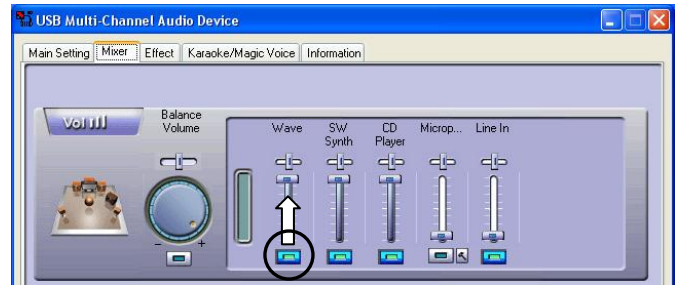 USB Multi-Channel Audio Device
Main Setting Mixer Effect Karaoke/Magic Voice Information
Vol
Balance
Volume
Wave SW Synth CD Player Microp... Line In
- +